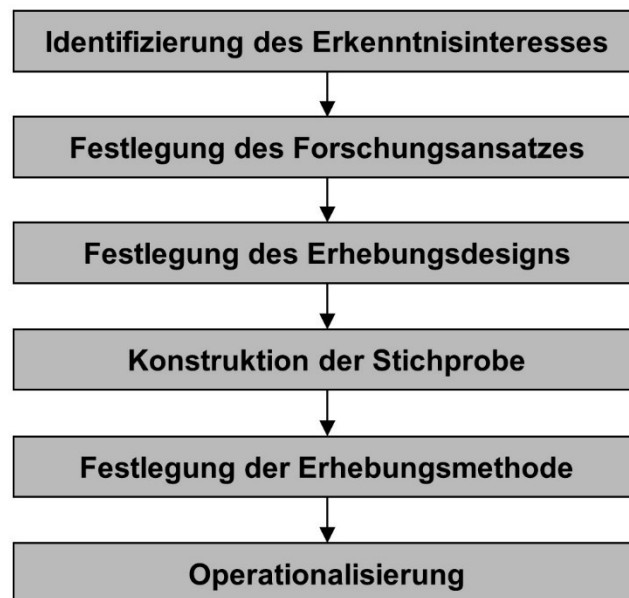 Identifizierung des Erkenntnisinteresses
Festlegung des Forschungsansatzes
Festlegung des Erhebungsdesigns
Konstruktion der Stichprobe
Festlegung der Erhebungsmethode
Operationalisierung